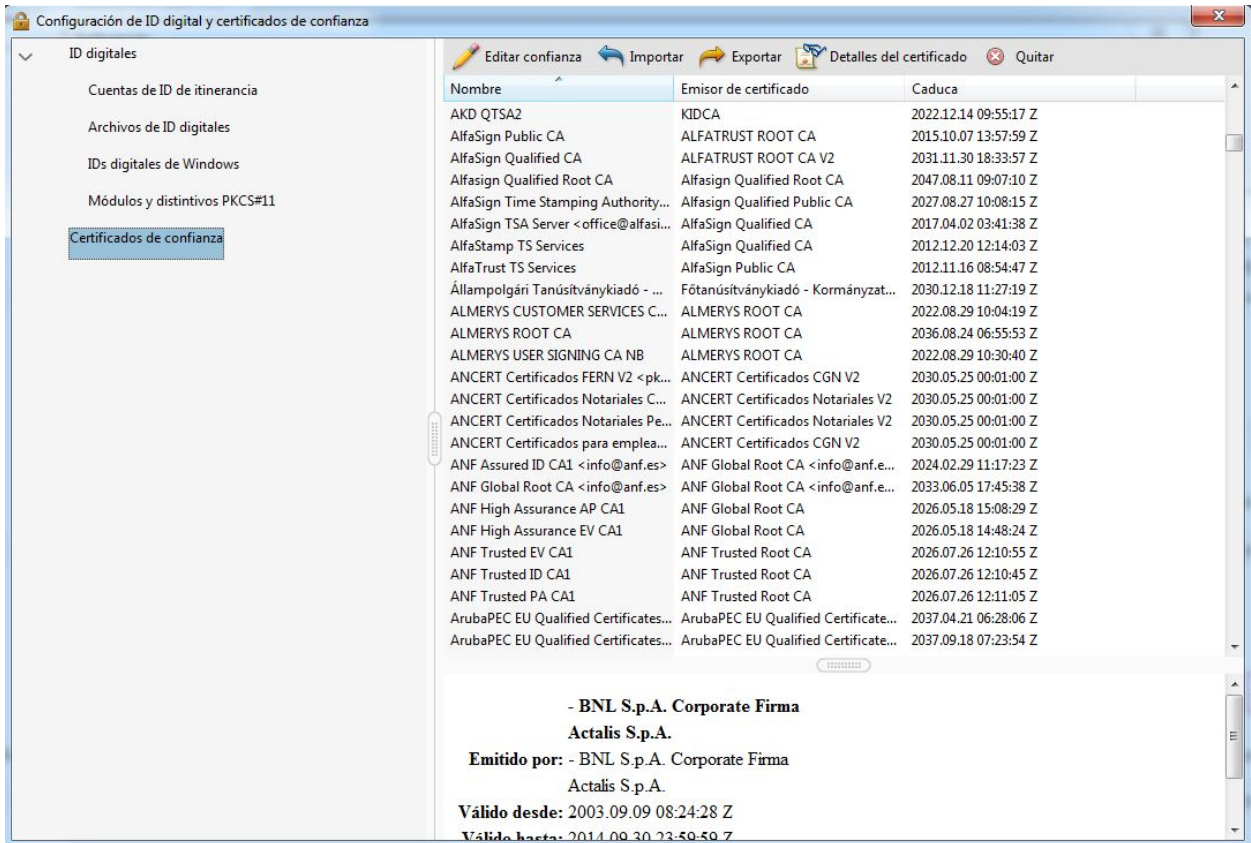 Configuración de ID digital y certificados de confianza
ID digitales
Cuentas de ID de itinerancia
Archivos de ID digitales
IDs digitales de Windows
Módulos y distintivos PKCS#11
Certificados de confianza
Editar confianza Importar Exportar Detalles del certificado Quitar
Nombre Emisor de certificado Caduca
AKD QTSA2 KIDCA 2022.12.14 09:55:17 Z
AlfaSign Public CA ALFATRUST ROOT CA 2015.10.07 13:57:59 Z
AlfaSign Qualified CA ALFATRUST ROOT CA V2 2031.11.30 18:33:57 Z
Alfasign Qualified Root CA Alfasign Qualified Root CA 2047.08.11 09:07:10 Z
AlfaSign Time Stamping Authority... Alfasign Qualified Public CA 2027.08.27 10:08:15 Z
AlfaSign TSA Server <office@alfasi... AlfaSign Qualified CA 2017.04.02 03:41:38 Z
AlfaStamp TS Services AlfaSign Qualified CA 2012.12.20 12:14:03 Z
AlfaTrust TS Services AlfaSign Public CA 2012.11.16 08:54:47 Z
Állampolgári Tanúsítványkiadó - ... Főtanúsítványkiadó - Kormányzat... 2030.12.18 11:27:19 Z
ALMERYS CUSTOMER SERVICES C... ALMERYS ROOT CA 2022.08.29 10:04:19 Z
ALMERYS ROOT CA ALMERYS ROOT CA 2036.08.24 06:55:53 Z
ALMERYS USER SIGNING CA NB ALMERYS ROOT CA 2022.08.29 10:30:40 Z
ANCERT Certificados FERN V2 <pk... ANCERT Certificados CGN V2 2030.05.25 00:01:00 Z
ANCERT Certificados Notariales C... ANCERT Certificados Notariales V2 2030.05.25 00:01:00 Z
ANCERT Certificados Notariales Pe... ANCERT Certificados Notariales V2 2030.05.25 00:01:00 Z
ANCERT Certificados para emplea... ANCERT Certificados CGN V2 2030.05.25 00:01:00 Z
ANF Assured ID CA1 <info@anf.es> ANF Global Root CA <info@anf.e... 2024.02.29 11:17:23 Z
ANF Global Root CA <info@anf.es> ANF Global Root CA <info@anf.e... 2033.06.05 17:45:38 Z
ANF High Assurance AP CA1 ANF Global Root CA 2026.05.18 15:08:29 Z
ANF High Assurance EV CA1 ANF Global Root CA 2026.05.18 14:48:24 Z
ANF Trusted EV CA1 ANF Trusted Root CA 2026.07.26 12:10:55 Z
ANF Trusted ID CA1 ANF Trusted Root CA 2026.07.26 12:10:45 Z
ANF Trusted PA CA1 ANF Trusted Root CA 2026.07.26 12:11:05 Z
ArubaPEC EU Qualified Certificates... ArubaPEC EU Qualified Certificate... 2037.04.21 06:28:06 Z
ArubaPEC EU Qualified Certificates... ArubaPEC EU Qualified Certificate... 2037.09.18 07:23:54 Z
- BNL S.p.A. Corporate Firma
Actalis S.p.A.
Emitido por: - BNL S.p.A. Corporate Firma
Actalis S.p.A.
Válido desde: 2003.09.09 08:24:28 Z
Válido hasta: 2014.09.30 23:59:59 Z